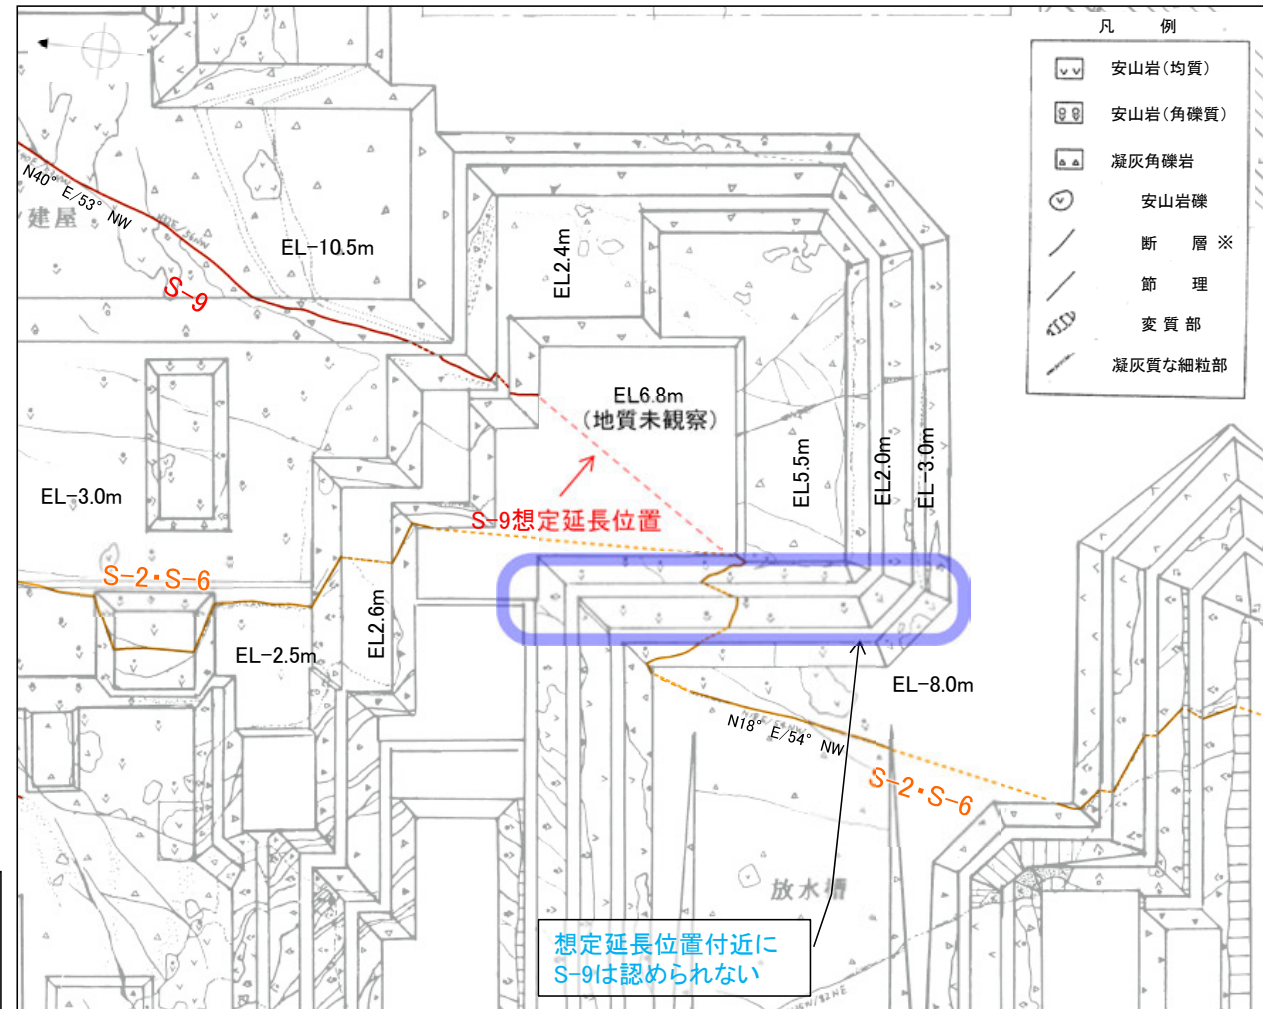 凡 例
安山岩(均質)
安山岩(角礫質)
凝灰角礫岩
安山岩礫
断 層 ※
節 理
変 質 部
凝灰質な細粒部
N40° E/53° NW
建屋
EL-10.5m
S-9
EL2.4m
EL6.8m
(地質未観察)
EL5.5m
EL2.0m
EL-3.0m
EL-3.0m
S-9想定延長位置
S-2・S-6
EL2.6m
EL-2.5m
EL-8.0m
N18° E/54° NW
S-2・S-6
放水槽
想定延長位置付近に
S-9は認められない